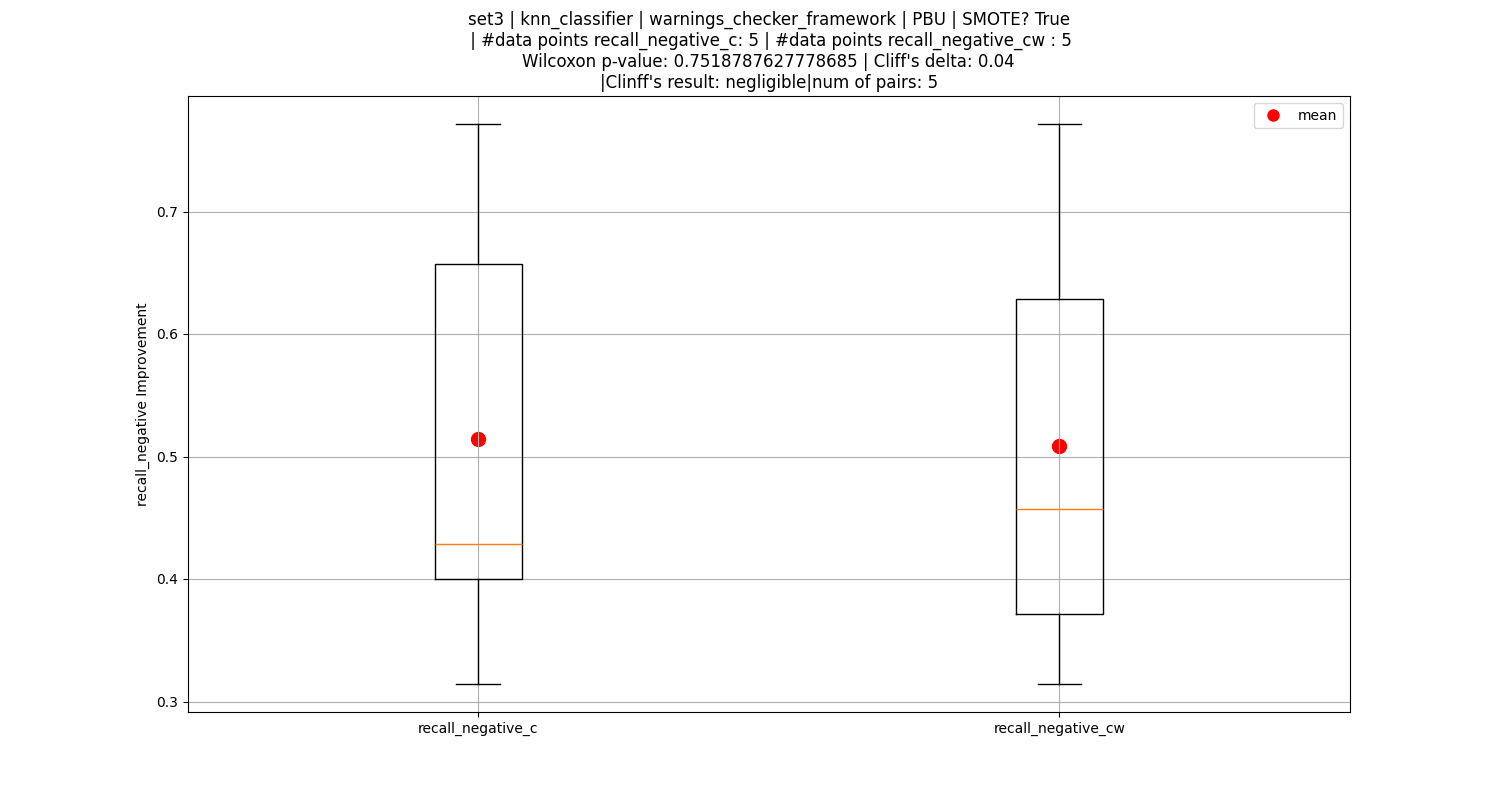 set3 | knn_classifier | warnings_checker_framework | PBU | SMOTE? True
| #data points recall_negative_c: 5 | #data points recall_negative_cw : 5
Wilcoxon p-value: 0.7518787627778685 | Cliff's delta: 0.04
|Clinff's result: negligible|num of pairs: 5
mean
0.7
0.6
0.5
0.4
0.3
recall_negative Improvement
recall_negative_c
recall_negative_cw